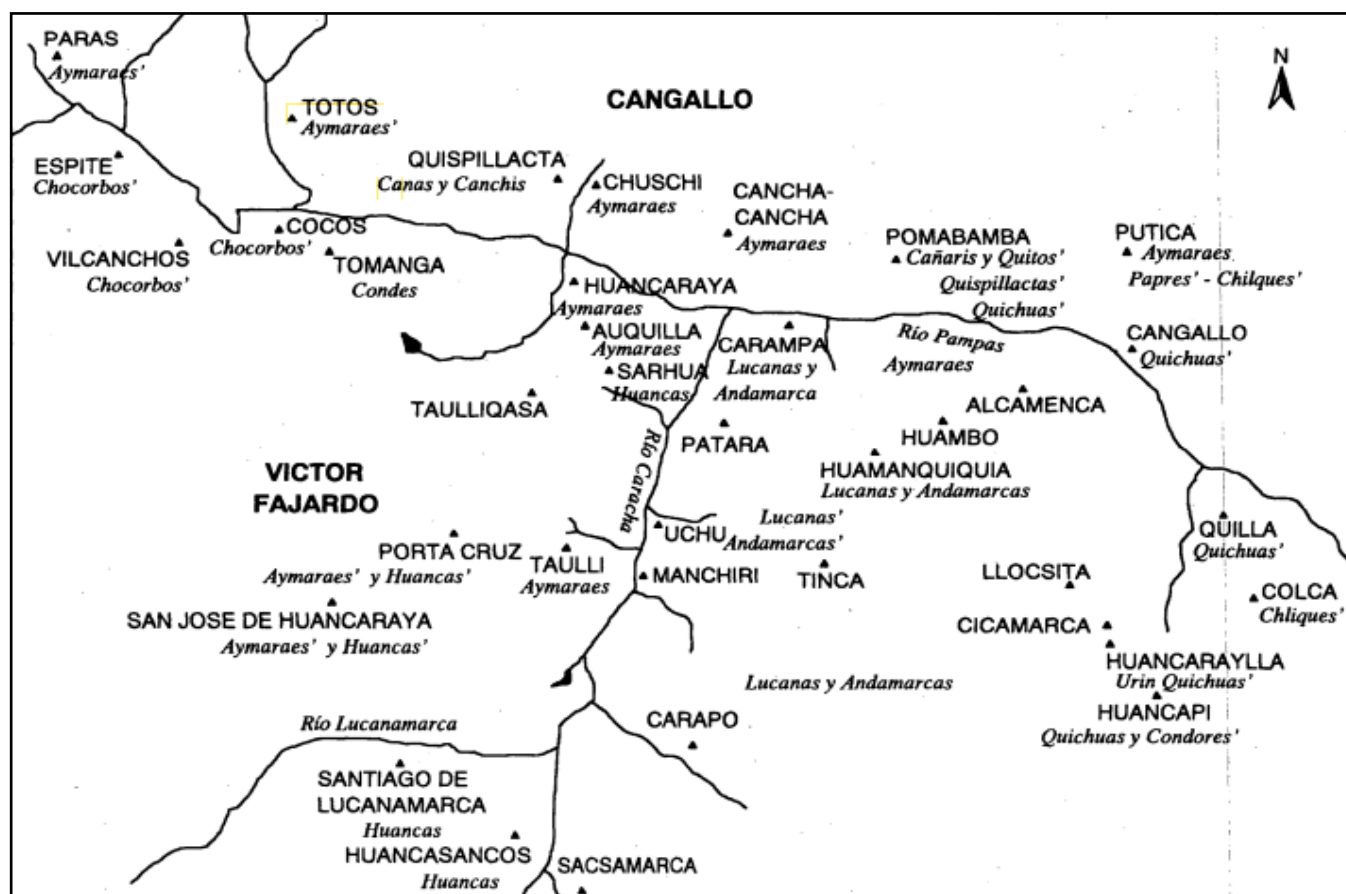 PARAS
Aymaraes'
TOTOS
Aymaraes'
CANGALLO
N
ESPITE
Chocorbos'
QUISPILLACTA
Canas y Canchis
CHUSCHI
Aymaraes
CANCHA-
CANCHA
Aymaraes
VILCANCHOS
Chocorbos'
COCOS
Chocorbos'
TOMANGA
Condes
POMABAMBA
Cañaris y Quitos'
Quispillactas'
Quichuas'
PUTICA
Aymaraes
Papres' - Chilques'
HUANCARAYA
Aymaraes
AUQUILLA
Aymaraes
SARHUA
Huancas
CARAMPA
Lucanas y
Andamarca
Río Pampas
Aymaraes
CANGALLO
Quichuas'
TAULLIQASA
PATARA
ALCAMENCA
HUAMBO
HUAMANQUIQUIA
Lucanas y Andamarcas
VICTOR
FAJARDO
Río Caracha
PORTA CRUZ
Aymaraes' y Huancas'
TAULLI
Aymaraes
UCHU
Lucanas'
Andamarcas'
TINCA
MANCHIRI
QUILLA
Quichuas'
LLOCSITA
COLCA
Chliques'
SAN JOSE DE HUANCARAYA
Aymaraes' y Huancas'
CICAMARCA
HUANCARAYLLA
Urin Quichuas'
HUANCAPI
Quichuas y Condores'
Lucanas y Andamarcas
CARAPO
Río Lucanamarca
SANTIAGO DE
LUCANAMARCA
Huancas
HUANCASANCOS
Huancas
SACSAMARCA